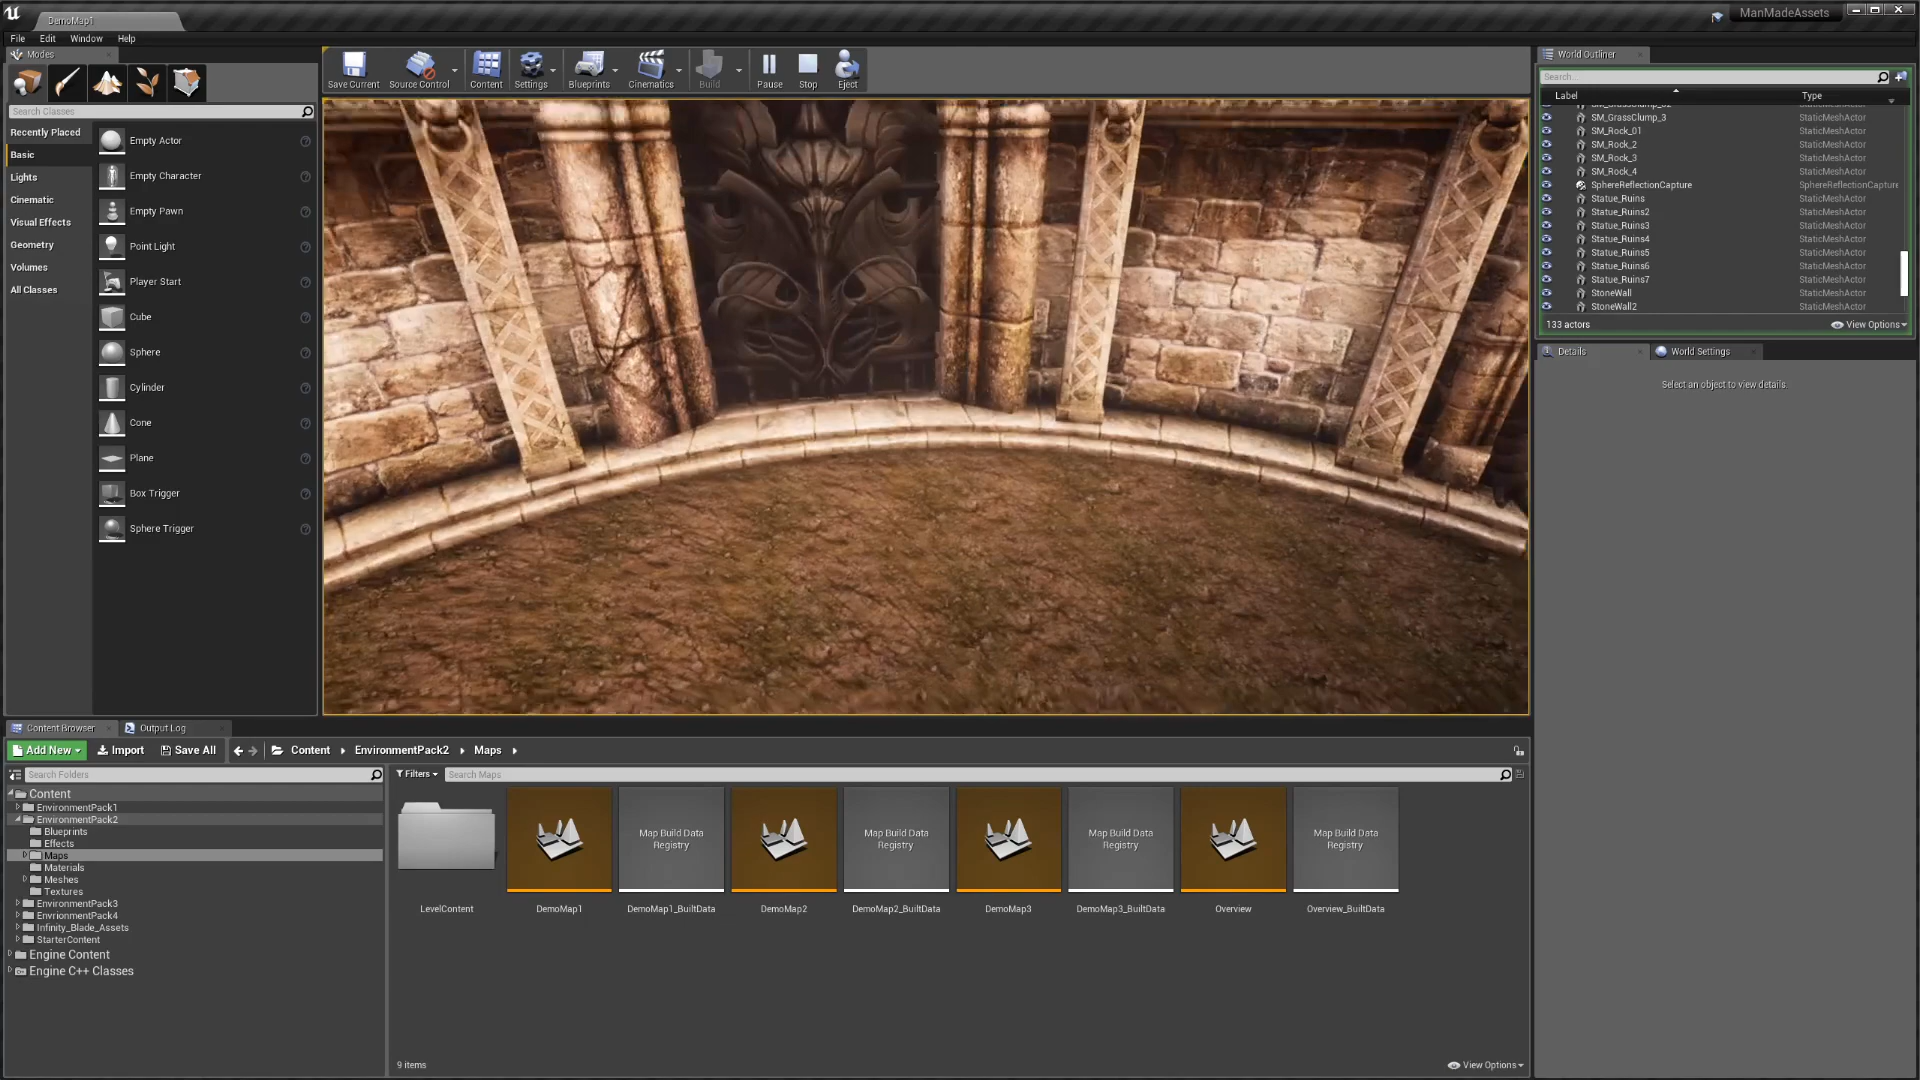 DemoMap1
ManMadeAssets
File Edit Window Help
Modes
Search Classes
Recently Placed
Basic
Lights
Cinematic
Visual Effects
Geometry
Volumes
All Classes
Empty Actor
Empty Character
Empty Pawn
Point Light
Player Start
Cube
Sphere
Cylinder
Cone
Plane
Box Trigger
Sphere Trigger
Save Current Source Control Content Settings Blueprints Cinematics Build Pause Stop Eject
World Outliner
Search...
Label Type
SM_GrassClump_3 StaticMeshActor
SM_Rock_01 StaticMeshActor
SM_Rock_2 StaticMeshActor
SM_Rock_3 StaticMeshActor
SM_Rock_4 StaticMeshActor
SphereReflectionCapture SphereReflectionCapture
Statue_Ruins StaticMeshActor
Statue_Ruins2 StaticMeshActor
Statue_Ruins3 StaticMeshActor
Statue_Ruins4 StaticMeshActor
Statue_Ruins5 StaticMeshActor
Statue_Ruins6 StaticMeshActor
Statue_Ruins7 StaticMeshActor
StoneWall StaticMeshActor
StoneWall2 StaticMeshActor
133 actors View Options
Details World Settings
Select an object to view details.
Content Browser Output Log
Add New Import Save All Content EnvironmentPack2 Maps
Search Folders
Content
EnvironmentPack1
EnvironmentPack2
Blueprints
Effects
Maps
Materials
Meshes
Textures
EnvironmentPack3
EnvrionmentPack4
Infinity_Blade_Assets
StarterContent
Engine Content
Engine C++ Classes
Filters Search Maps
Map Build Data Registry
Map Build Data Registry
Map Build Data Registry
Map Build Data Registry
LevelContent DemoMap1 DemoMap1_BuiltData DemoMap2 DemoMap2_BuiltData DemoMap3 DemoMap3_BuiltData Overview Overview_BuiltData
9 items View Options